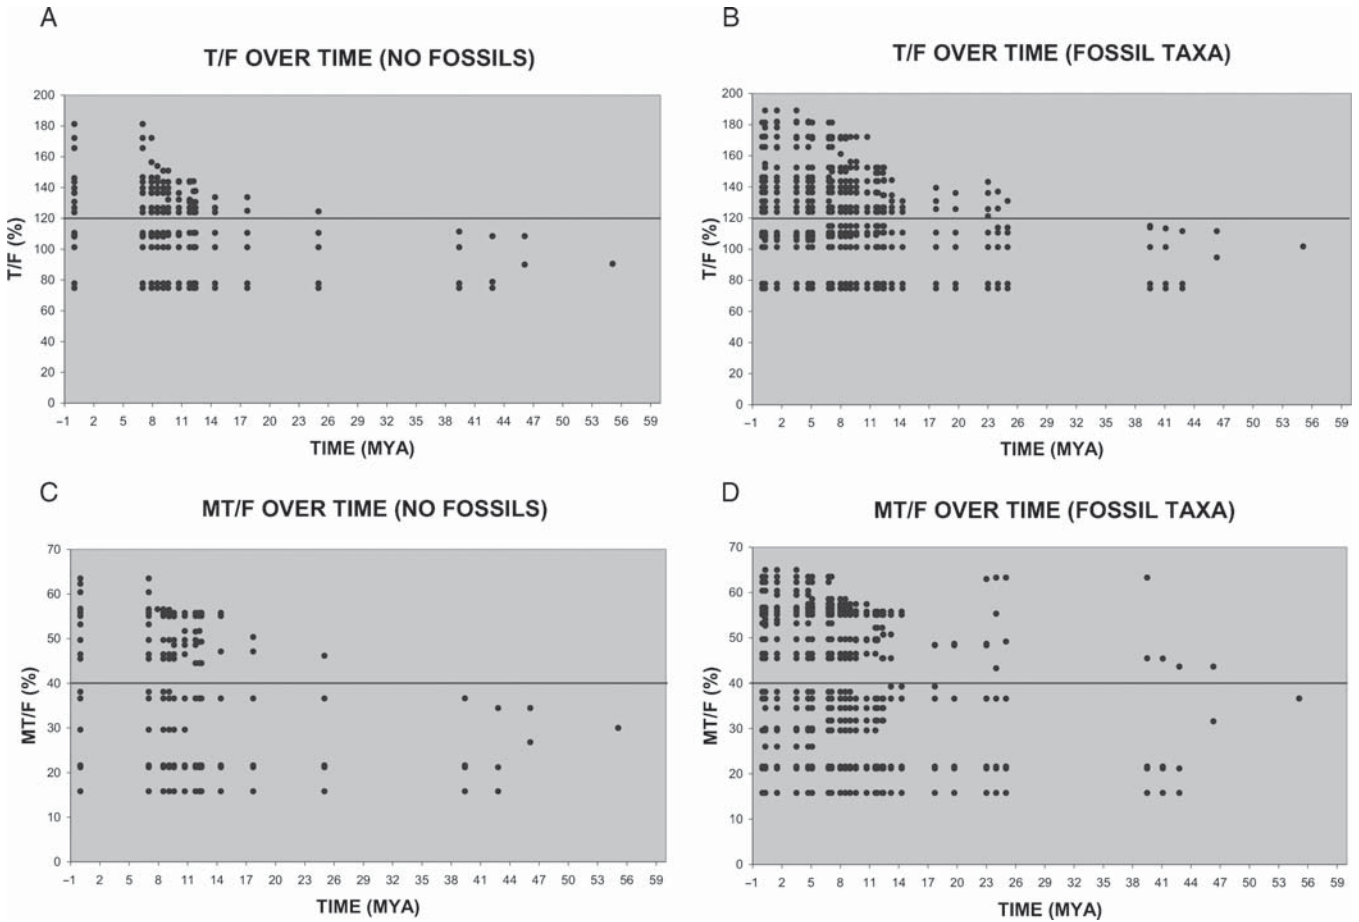 A
T/F OVER TIME (NO FOSSILS)
200
180
160
140
120
100
80
60
40
20
0
T/F (%)
−1 2 5 8 11 14 17 20 23 26 29 32 35 38 41 44 47 50 53 56 59
TIME (MYA)
B
T/F OVER TIME (FOSSIL TAXA)
200
180
160
140
120
100
80
60
40
20
0
T/F (%)
−1 2 5 8 11 14 17 20 23 26 29 32 35 38 41 44 47 50 53 56 59
TIME (MYA)
C
MT/F OVER TIME (NO FOSSILS)
70
60
50
40
30
20
10
0
MT/F (%)
−1 2 5 8 11 14 17 20 23 26 29 32 35 38 41 44 47 50 53 56 59
TIME (MYA)
D
MT/F OVER TIME (FOSSIL TAXA)
70
60
50
40
30
20
10
0
MT/F (%)
−1 2 5 8 11 14 17 20 23 26 29 32 35 38 41 44 47 50 53 56 59
TIME (MYA)